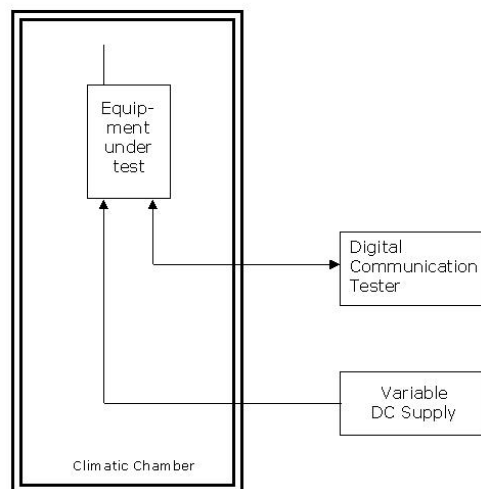 Equip-
ment
under
test
Digital
Communication
Tester
Variable
DC Supply
Climatic Chamber